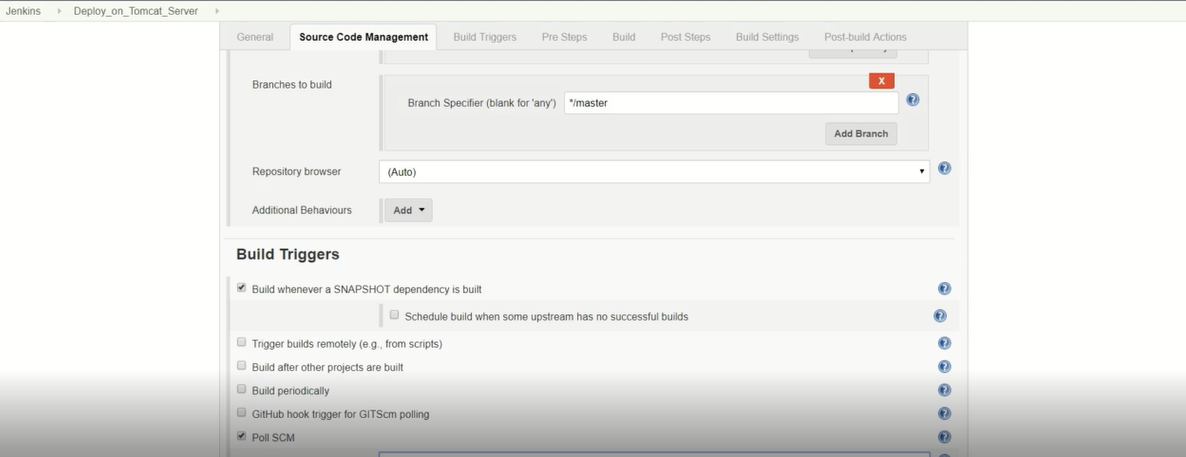 Jenkins Deploy_on_Tomcat_Server
General Source Code Management Build Triggers Pre Steps Build Post Steps Build Settings Post-build Actions
Branches to build
X
Branch Specifier (blank for 'any') */master
Add Branch
Repository browser (Auto)
Additional Behaviours Add
Build Triggers
Build whenever a SNAPSHOT dependency is built
Schedule build when some upstream has no successful builds
Trigger builds remotely (e.g., from scripts)
Build after other projects are built
Build periodically
GitHub hook trigger for GITScm polling
Poll SCM